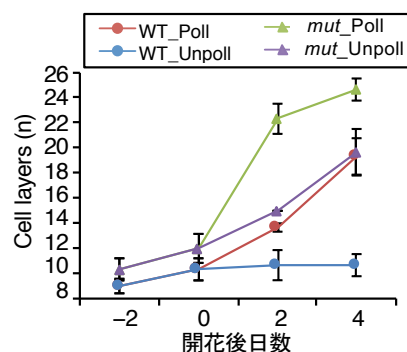 WT_Poll mut_Poll
WT_Unpoll mut_Unpoll
Cell layers (n)
26
24
22
20
18
16
14
12
10
8
−2 0 2 4
開花後日数